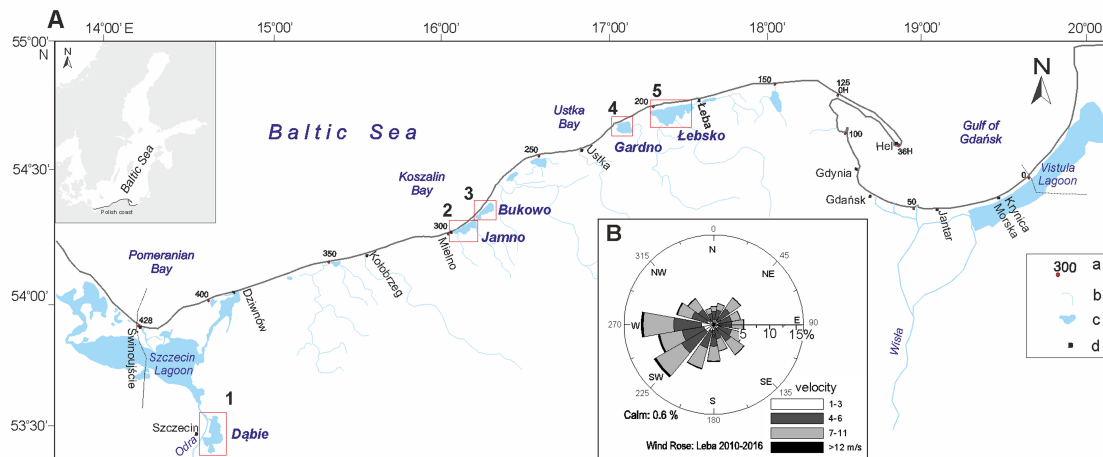 A
14°00' E
15°00'
16°00'
17°00'
18°00'
19°00'
20°00'
55°00'
N
54°30'
54°00'
53°30'
N
Baltic Sea
Polish coast
Baltic Sea
Ustka
Bay
Koszalin
Bay
Pomeranian
Bay
Gulf of
Gdańsk
Vistula
Lagoon
Szczecin
Lagoon
N
1
Dąbie
2
Jamno
3
Bukowo
4
Gardno
5
Łebsko
Świnoujście
Szczecin
Odra
Dziwnów
Kołobrzeg
Mielno
Ustka
Łeba
Hel
Gdynia
Gdańsk
Jantar
Krynica
Morska
Wisła
428
400
350
300
250
200
150
125
0H
36H
100
50
0
300
a
b
c
d
B
0
45
90
135
180
225
270
315
N
NE
E
SE
S
SW
W
NW
5
10
15%
Calm: 0.6 %
velocity
1-3
4-6
7-11
>12 m/s
Wind Rose: Leba 2010-2016